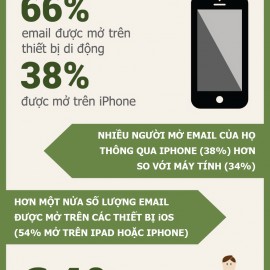 66%
email được mở trên
thiết bị di động
38%
được mở trên iPhone
NHIỀU NGƯỜI MỞ EMAIL CỦA HỌ
THÔNG QUA IPHONE (38%) HƠN
SO VỚI MÁY TÍNH (34%)
HƠN MỘT NỬA SỐ LƯỢNG EMAIL
ĐƯỢC MỞ TRÊN CÁC THIẾT BỊ iOS
(54% MỞ TRÊN IPAD HOẶC IPHONE)